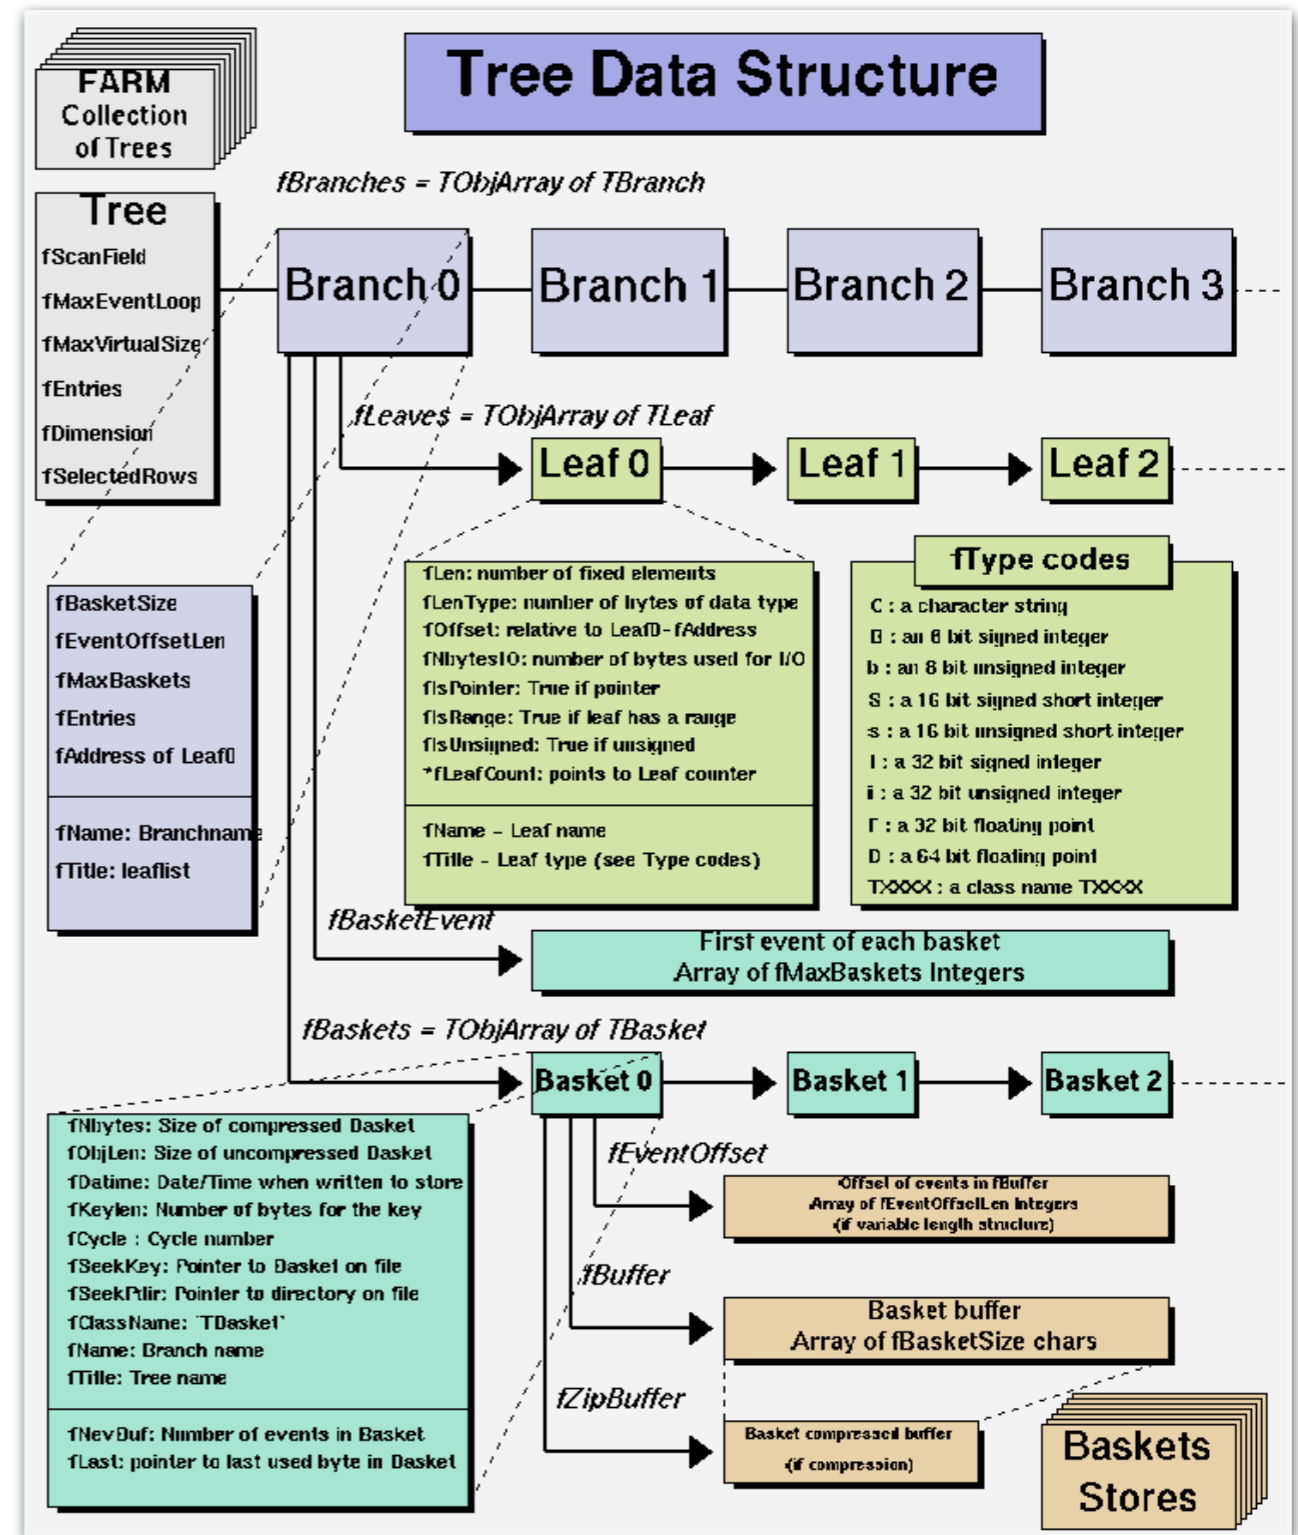 FARM
Collection
of Trees
Tree Data Structure
fBranches = TObjArray of TBranch
Tree
fScanField
fMaxEventLoop
fMaxVirtualSize
fEntries
fDimension
fSelectedRows
Branch 0
Branch 1
Branch 2
Branch 3
fLeaves = TObjArray of TLeaf
Leaf 0
Leaf 1
Leaf 2
fBasketSize
fEventOffsetLen
fMaxBaskets
fEntries
fAddress of Leaf0
fName: Branchname
fTitle: leaflist
fLen: number of fixed elements
fLenType: number of bytes of data type
fOffset: relative to Leaf0-fAddress
fNbytesIO: number of bytes used for I/O
fIsPointer: True if pointer
fIsRange: True if leaf has a range
fIsUnsigned: True if unsigned
*fLeafCount: points to Leaf counter
fName - Leaf name
fTitle - Leaf type (see Type codes)
fType codes
C : a character string
B : an 8 bit signed integer
b : an 8 bit unsigned integer
S : a 16 bit signed short integer
s : a 16 bit unsigned short integer
I : a 32 bit signed integer
i : a 32 bit unsigned integer
F : a 32 bit floating point
D : a 64 bit floating point
TXXXX : a class name TXXXX
fBasketEvent
First event of each basket
Array of fMaxBaskets Integers
fBaskets = TObjArray of TBasket
Basket 0
Basket 1
Basket 2
fNbytes: Size of compressed Basket
fObjLen: Size of uncompressed Basket
fDatime: Date/Time when written to store
fKeylen: Number of bytes for the key
fCycle : Cycle number
fSeekKey: Pointer to Basket on file
fSeekPdir: Pointer to directory on file
fClassName: 'TBasket'
fName: Branch name
fTitle: Tree name
fNevBuf: Number of events in Basket
fLast: pointer to last used byte in Basket
fEventOffset
Offset of events in fBuffer
Array of fEventOffsetLen Integers
(if variable length structure)
fBuffer
Basket buffer
Array of fBasketSize chars
fZipBuffer
Basket compressed buffer
(if compression)
Baskets
Stores